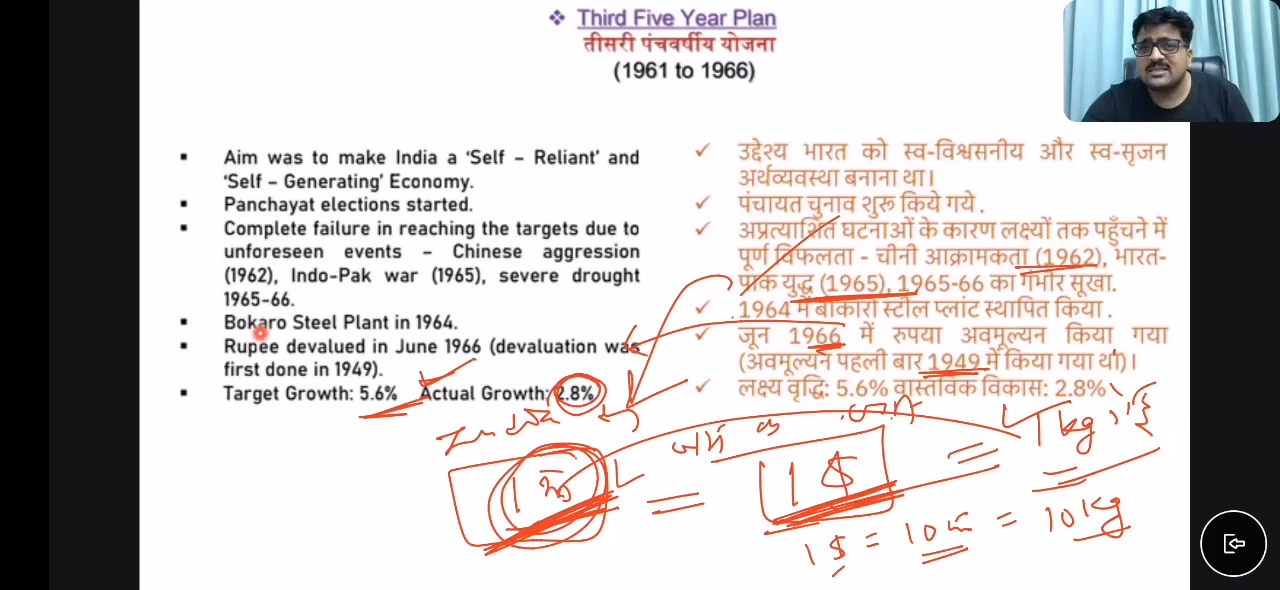 ❖ Third Five Year Plan
तीसरी पंचवर्षीय योजना
(1961 to 1966)
▪ Aim was to make India a ‘Self – Reliant’ and
‘Self – Generating’ Economy.
▪ Panchayat elections started.
▪ Complete failure in reaching the targets due to
unforeseen events – Chinese aggression
(1962), Indo-Pak war (1965), severe drought
1965-66.
▪ Bokaro Steel Plant in 1964.
▪ Rupee devalued in June 1966 (devaluation was
first done in 1949).
▪ Target Growth: 5.6% Actual Growth: 2.8%
✓ उद्देश्य भारत को स्व-विश्वसनीय और स्व-सृजन
अर्थव्यवस्था बनाना था।
✓ पंचायत चुनाव शुरू किये गये .
✓ अप्रत्याशित घटनाओं के कारण लक्ष्यों तक पहुँचने में
पूर्ण विफलता - चीनी आक्रामकता (1962), भारत-
पाक युद्ध (1965), 1965-66 का गंभीर सूखा.
✓ 1964 में बोकारो स्टील प्लांट स्थापित किया .
✓ जून 1966 में रुपया अवमूल्यन किया गया
(अवमूल्यन पहली बार 1949 में किया गया था)।
✓ लक्ष्य वृद्धि: 5.6% वास्तविक विकास: 2.8%
= 1 $ = 1 kg
1 $ = 10 = 10 Kg